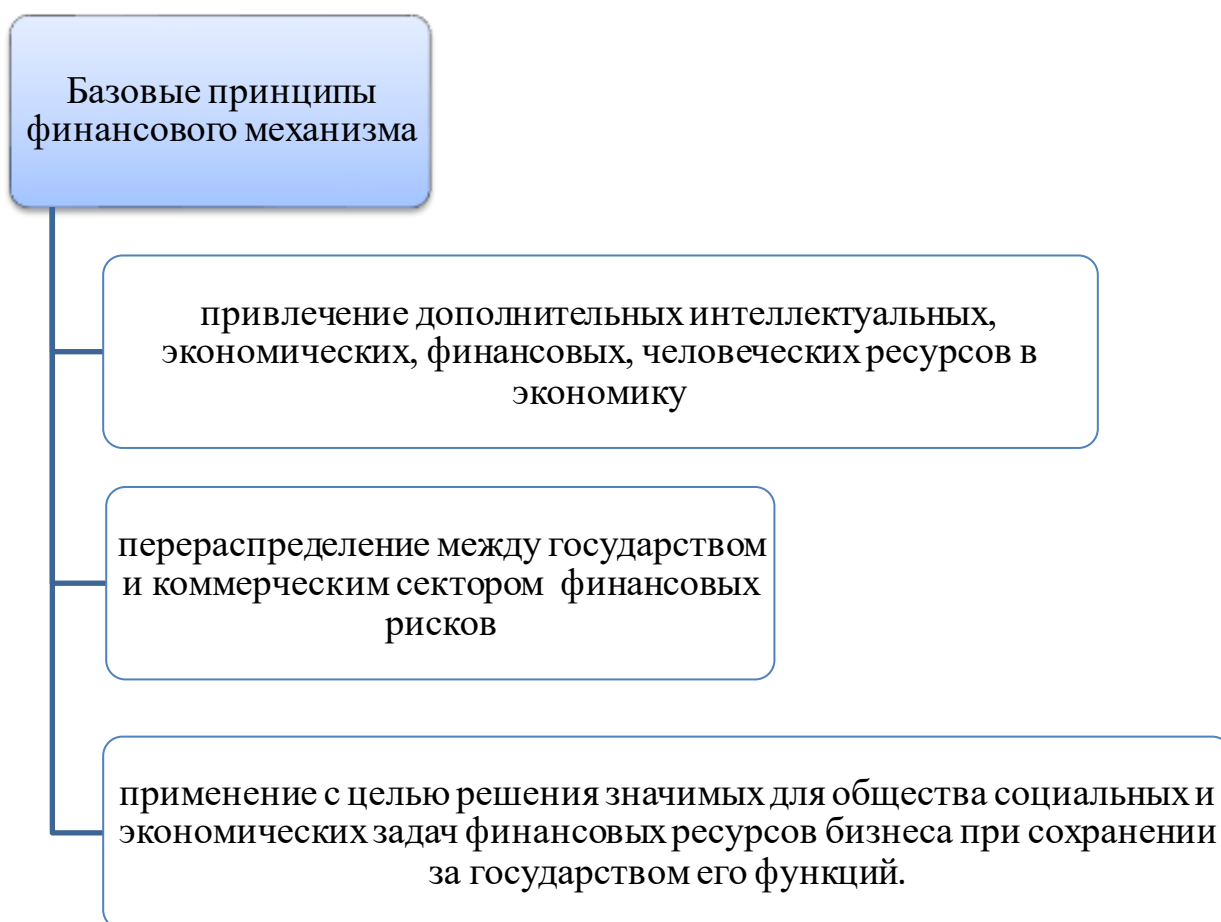 Базовые принципы
финансового механизма
привлечение дополнительных интеллектуальных,
экономических, финансовых, человеческих ресурсов в
экономику
перераспределение между государством
и коммерческим сектором финансовых
рисков
применение с целью решения значимых для общества социальных и
экономических задач финансовых ресурсов бизнеса при сохранении
за государством его функций.